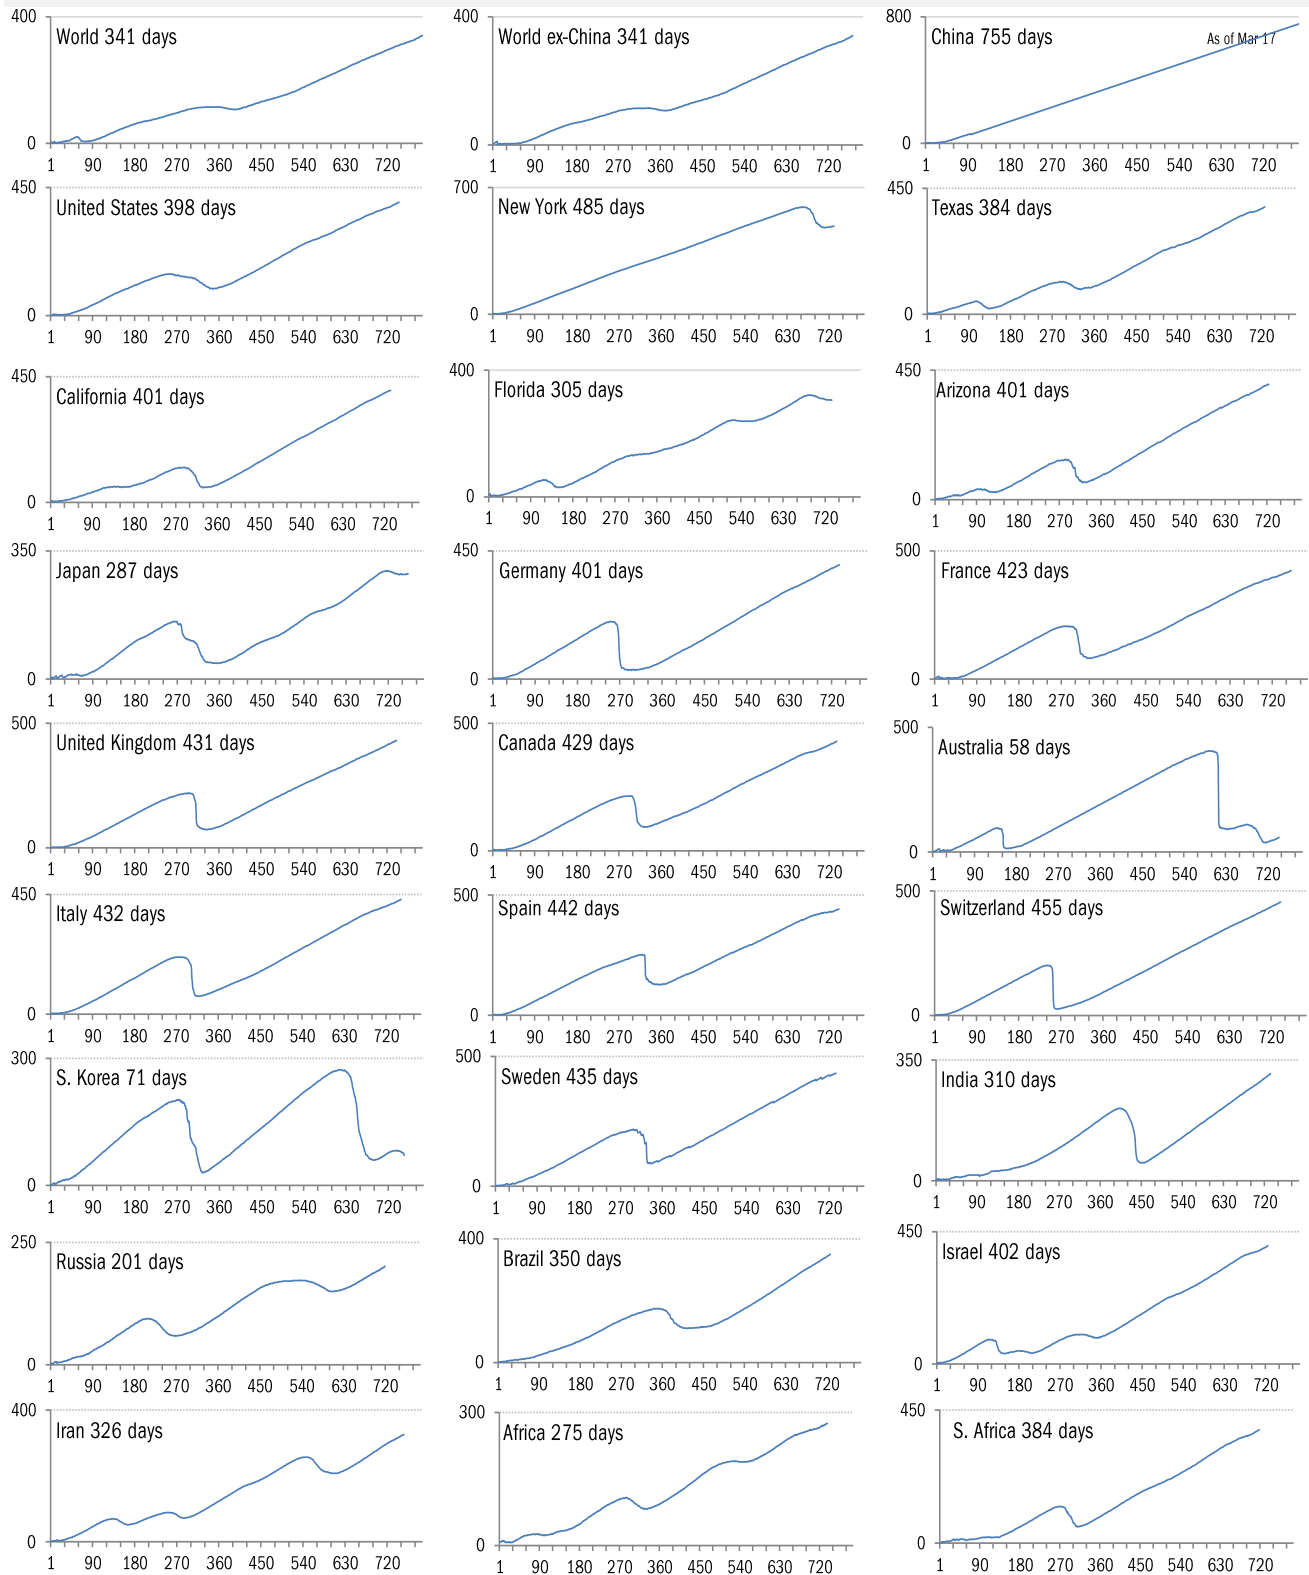 400
World 341 days
0
1 90 180 270 360 450 540 630 720
400
World ex-China 341 days
0
1 90 180 270 360 450 540 630 720
800
China 755 days
As of Mar 17
0
1 90 180 270 360 450 540 630 720
450
United States 398 days
0
1 90 180 270 360 450 540 630 720
700
New York 485 days
0
1 90 180 270 360 450 540 630 720
450
Texas 384 days
0
1 90 180 270 360 450 540 630 720
450
California 401 days
0
1 90 180 270 360 450 540 630 720
400
Florida 305 days
0
1 90 180 270 360 450 540 630 720
450
Arizona 401 days
0
1 90 180 270 360 450 540 630 720
350
Japan 287 days
0
1 90 180 270 360 450 540 630 720
450
Germany 401 days
0
1 90 180 270 360 450 540 630 720
500
France 423 days
0
1 90 180 270 360 450 540 630 720
500
United Kingdom 431 days
0
1 90 180 270 360 450 540 630 720
500
Canada 429 days
0
1 90 180 270 360 450 540 630 720
500
Australia 58 days
0
1 90 180 270 360 450 540 630 720
450
Italy 432 days
0
1 90 180 270 360 450 540 630 720
500
Spain 442 days
0
1 90 180 270 360 450 540 630 720
500
Switzerland 455 days
0
1 90 180 270 360 450 540 630 720
300
S. Korea 71 days
0
1 90 180 270 360 450 540 630 720
500
Sweden 435 days
0
1 90 180 270 360 450 540 630 720
350
India 310 days
0
1 90 180 270 360 450 540 630 720
250
Russia 201 days
0
1 90 180 270 360 450 540 630 720
400
Brazil 350 days
0
1 90 180 270 360 450 540 630 720
450
Israel 402 days
0
1 90 180 270 360 450 540 630 720
400
Iran 326 days
0
1 90 180 270 360 450 540 630 720
300
Africa 275 days
0
1 90 180 270 360 450 540 630 720
450
S. Africa 384 days
0
1 90 180 270 360 450 540 630 720